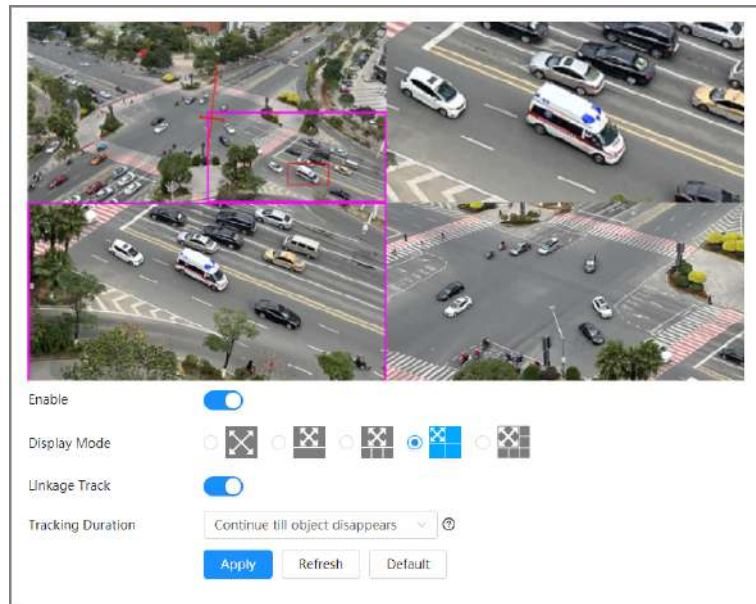 Enable
Display Mode
Linkage Track
Tracking Duration Continue till object disappears
Apply Refresh Default